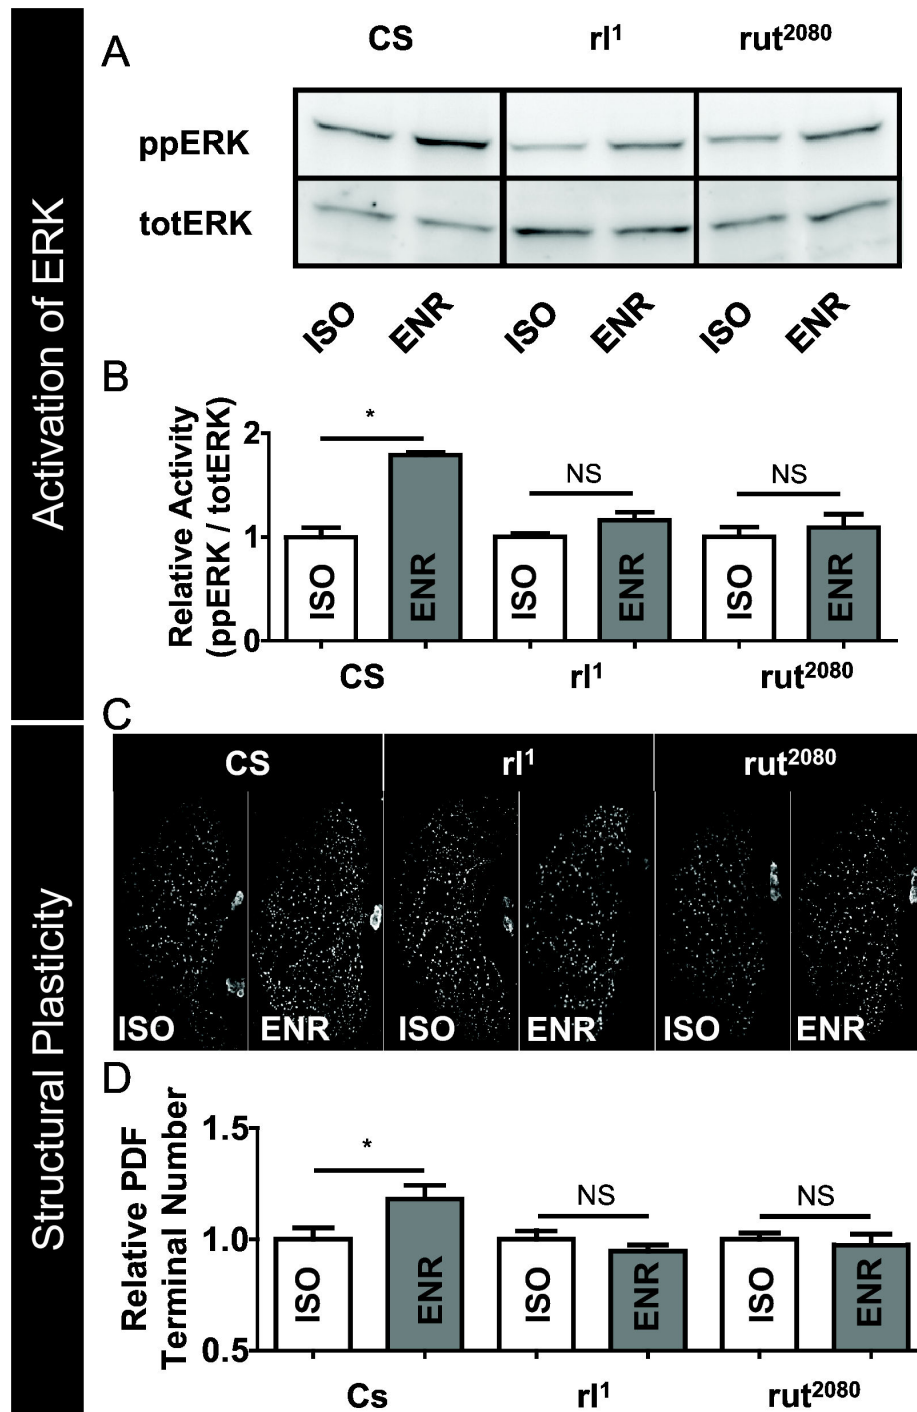 Activation of ERK
A
CS rl¹ rut²⁰⁸⁰
ppERK
totERK
ISO ENR ISO ENR ISO ENR
B
Relative Activity
(ppERK / totERK)
2
1
0
* NS NS
ISO ENR ISO ENR ISO ENR
CS rl¹ rut²⁰⁸⁰
Structural Plasticity
C
CS rl¹ rut²⁰⁸⁰
ISO ENR ISO ENR ISO ENR
D
Relative PDF
Terminal Number
1.5
1.0
0.5
* NS NS
ISO ENR ISO ENR ISO ENR
Cs rl¹ rut²⁰⁸⁰